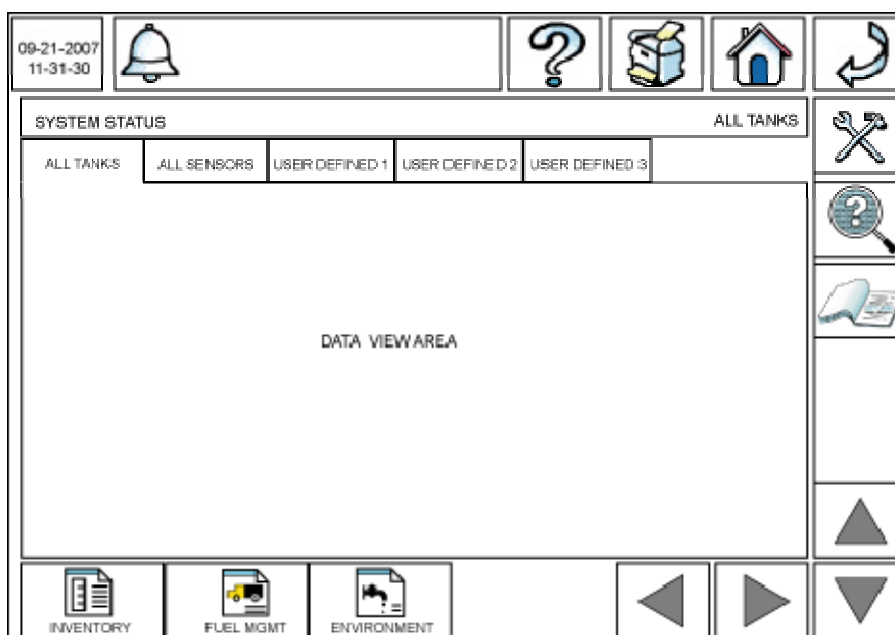 09-21-2007
11-31-30
SYSTEM STATUS
ALL TANKS
ALL TANKS
ALL SENSORS
USER DEFINED 1
USER DEFINED 2
USER DEFINED 3
DATA VIEW AREA
INVENTORY
FUEL MGMT
ENVIRONMENT